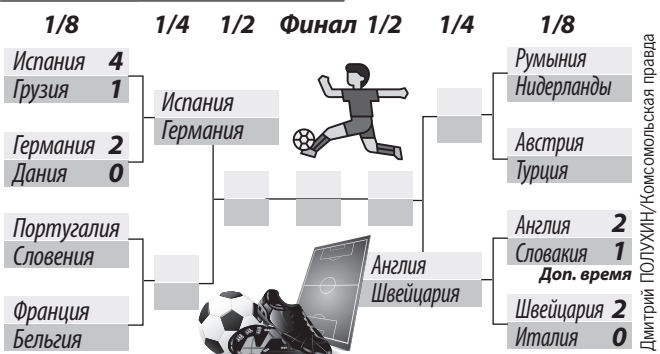 1/8 1/4 1/2 Финал 1/2 1/4 1/8
Испания 4
Грузия 1
Германия 2
Дания 0
Португалия
Словения
Франция
Бельгия
Испания
Германия
Англия
Швейцария
Румыния
Нидерланды
Австрия
Турция
Англия 2
Словакия 1
Доп. время
Швейцария 2
Италия 0
Дмитрий ПОЛУХИН/Комсомольская правда